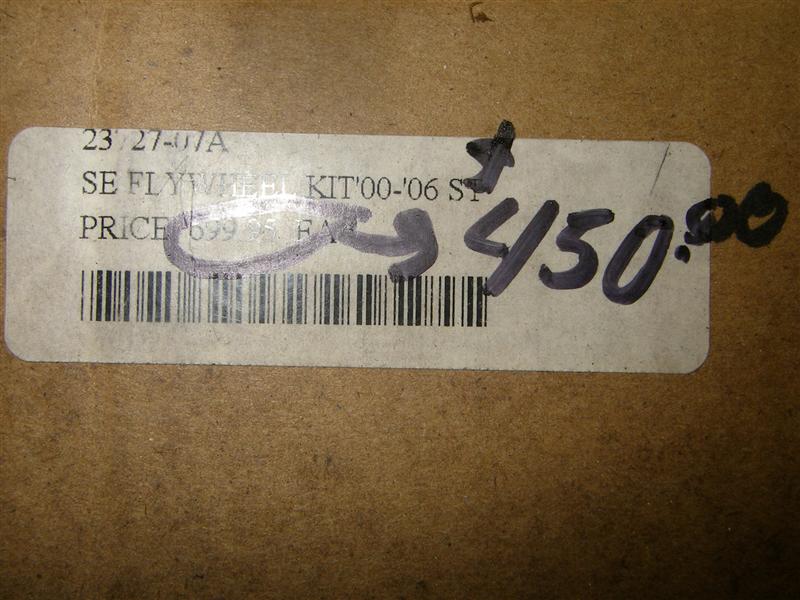 23727-07A
SE FLYWHEEL KIT'00-'06 ST
PRICE 699.95 EA
450.00